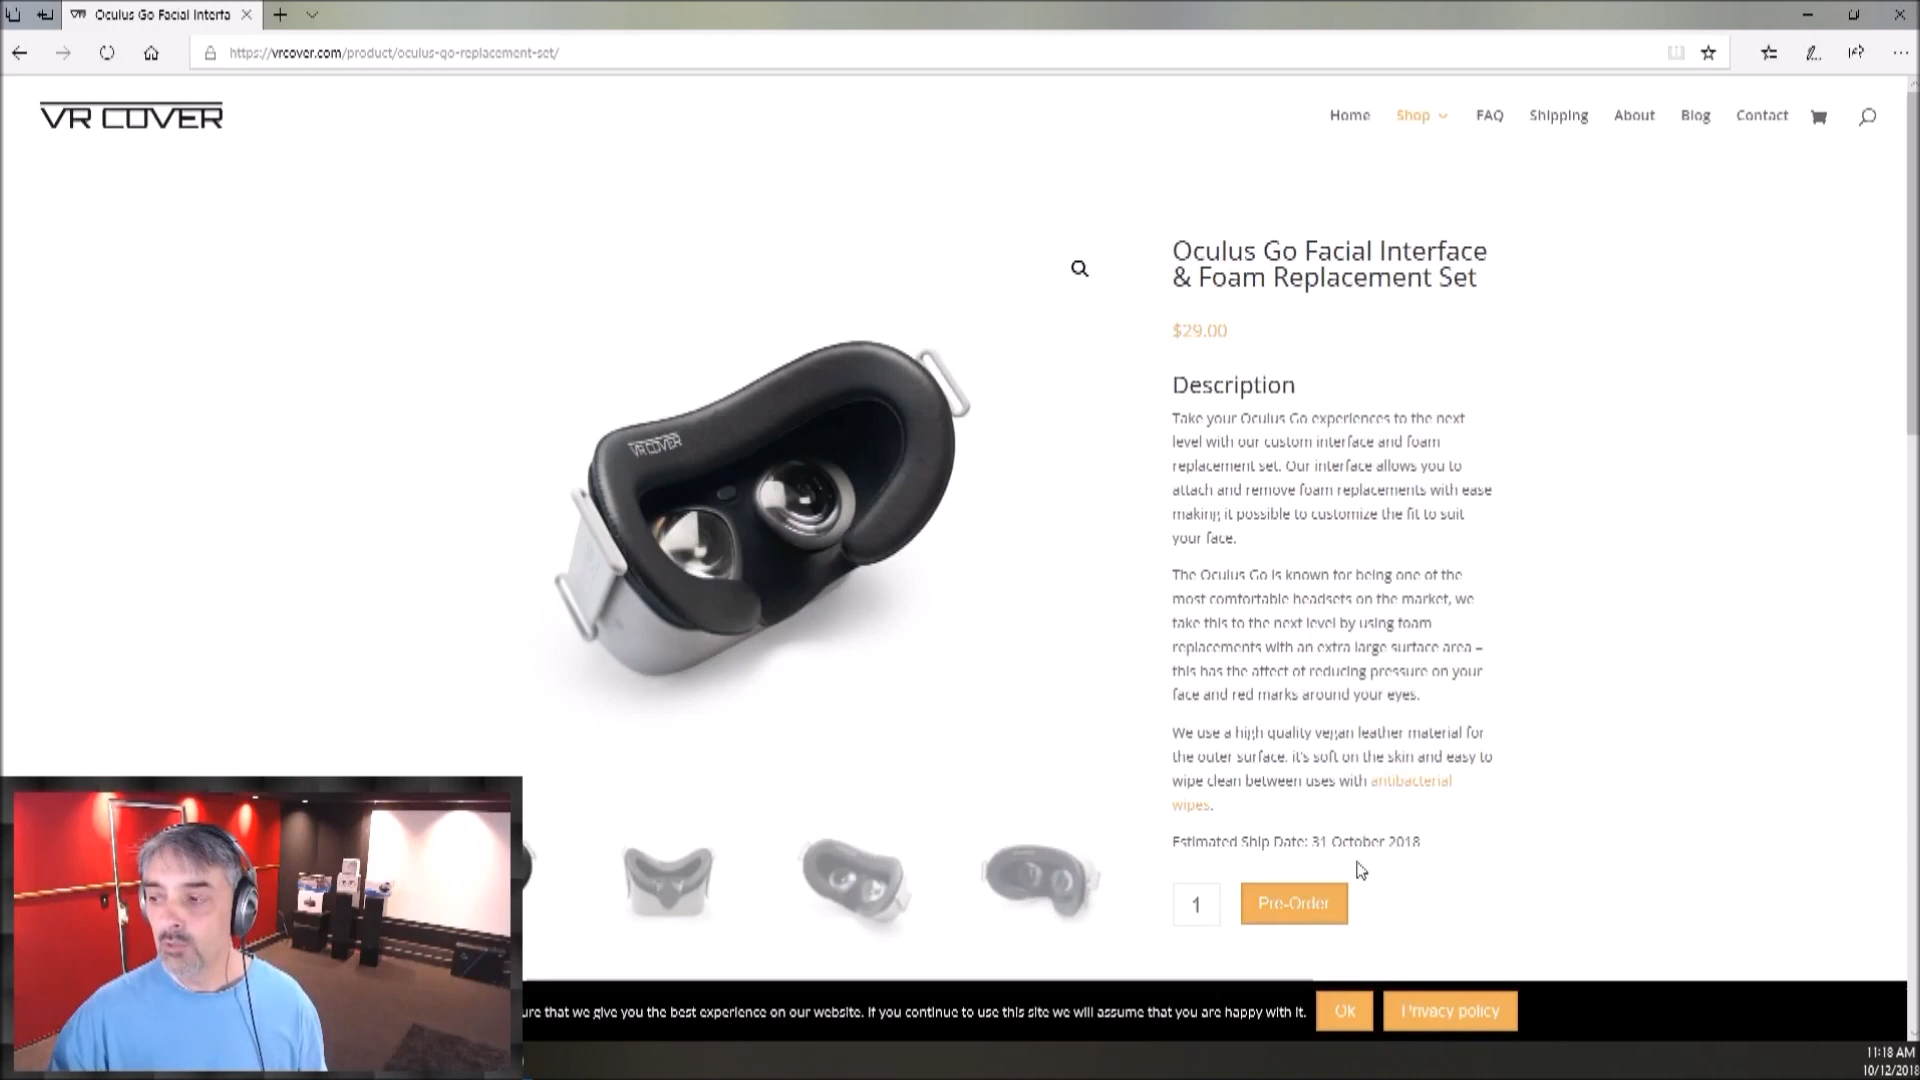 Oculus Go Facial Interfa
https://vrcover.com/product/oculus-go-replacement-set/
VR COVER
Home Shop FAQ Shipping About Blog Contact
Oculus Go Facial Interface
& Foam Replacement Set
$29.00
Description
Take your Oculus Go experiences to the next
level with our custom interface and foam
replacement set. Our interface allows you to
attach and remove foam replacements with ease
making it possible to customize the fit to suit
your face.
The Oculus Go is known for being one of the
most comfortable headsets on the market, we
take this to the next level by using foam
replacements with an extra large surface area –
this has the affect of reducing pressure on your
face and red marks around your eyes.
We use a high quality vegan leather material for
the outer surface. it's soft on the skin and easy to
wipe clean between uses with antibacterial
wipes.
Estimated Ship Date: 31 October 2018
1 Pre-Order
VR COVER
ure that we give you the best experience on our website. If you continue to use this site we will assume that you are happy with it. Ok Privacy policy
11:18 AM
10/12/2018